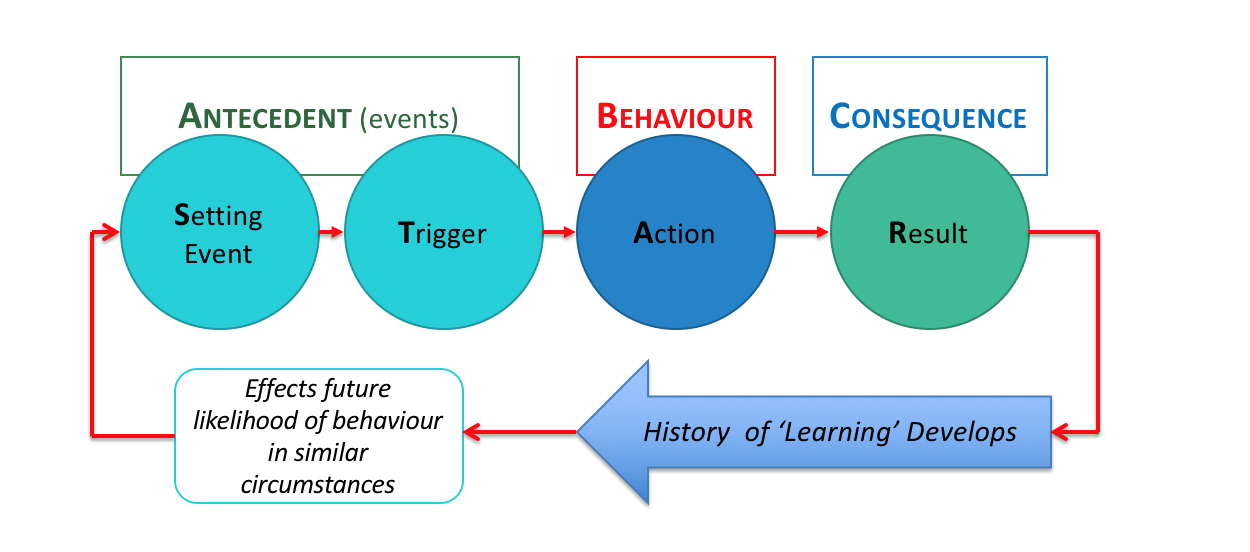 ANTECEDENT (events)
BEHAVIOUR
CONSEQUENCE
Setting
Event
Trigger
Action
Result
Effects future
likelihood of behaviour
in similar
circumstances
History of ‘Learning’ Develops